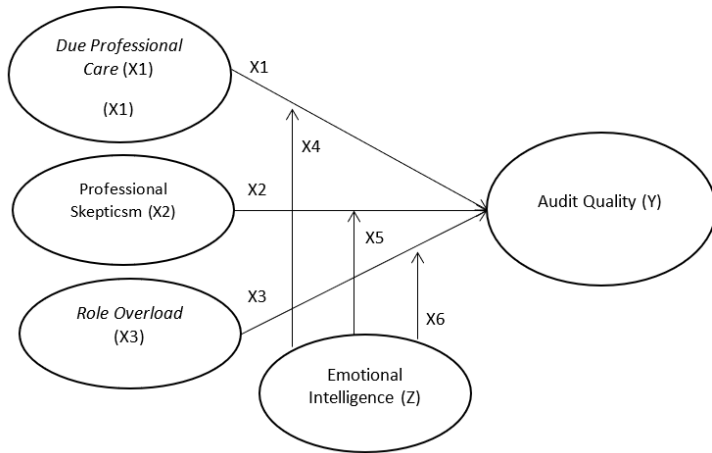 Due Professional
Care (X1)
(X1)
X1
X4
Professional
Skepticsm (X2)
X2
Audit Quality (Y)
X5
Role Overload
(X3)
X3
X6
Emotional
Intelligence (Z)